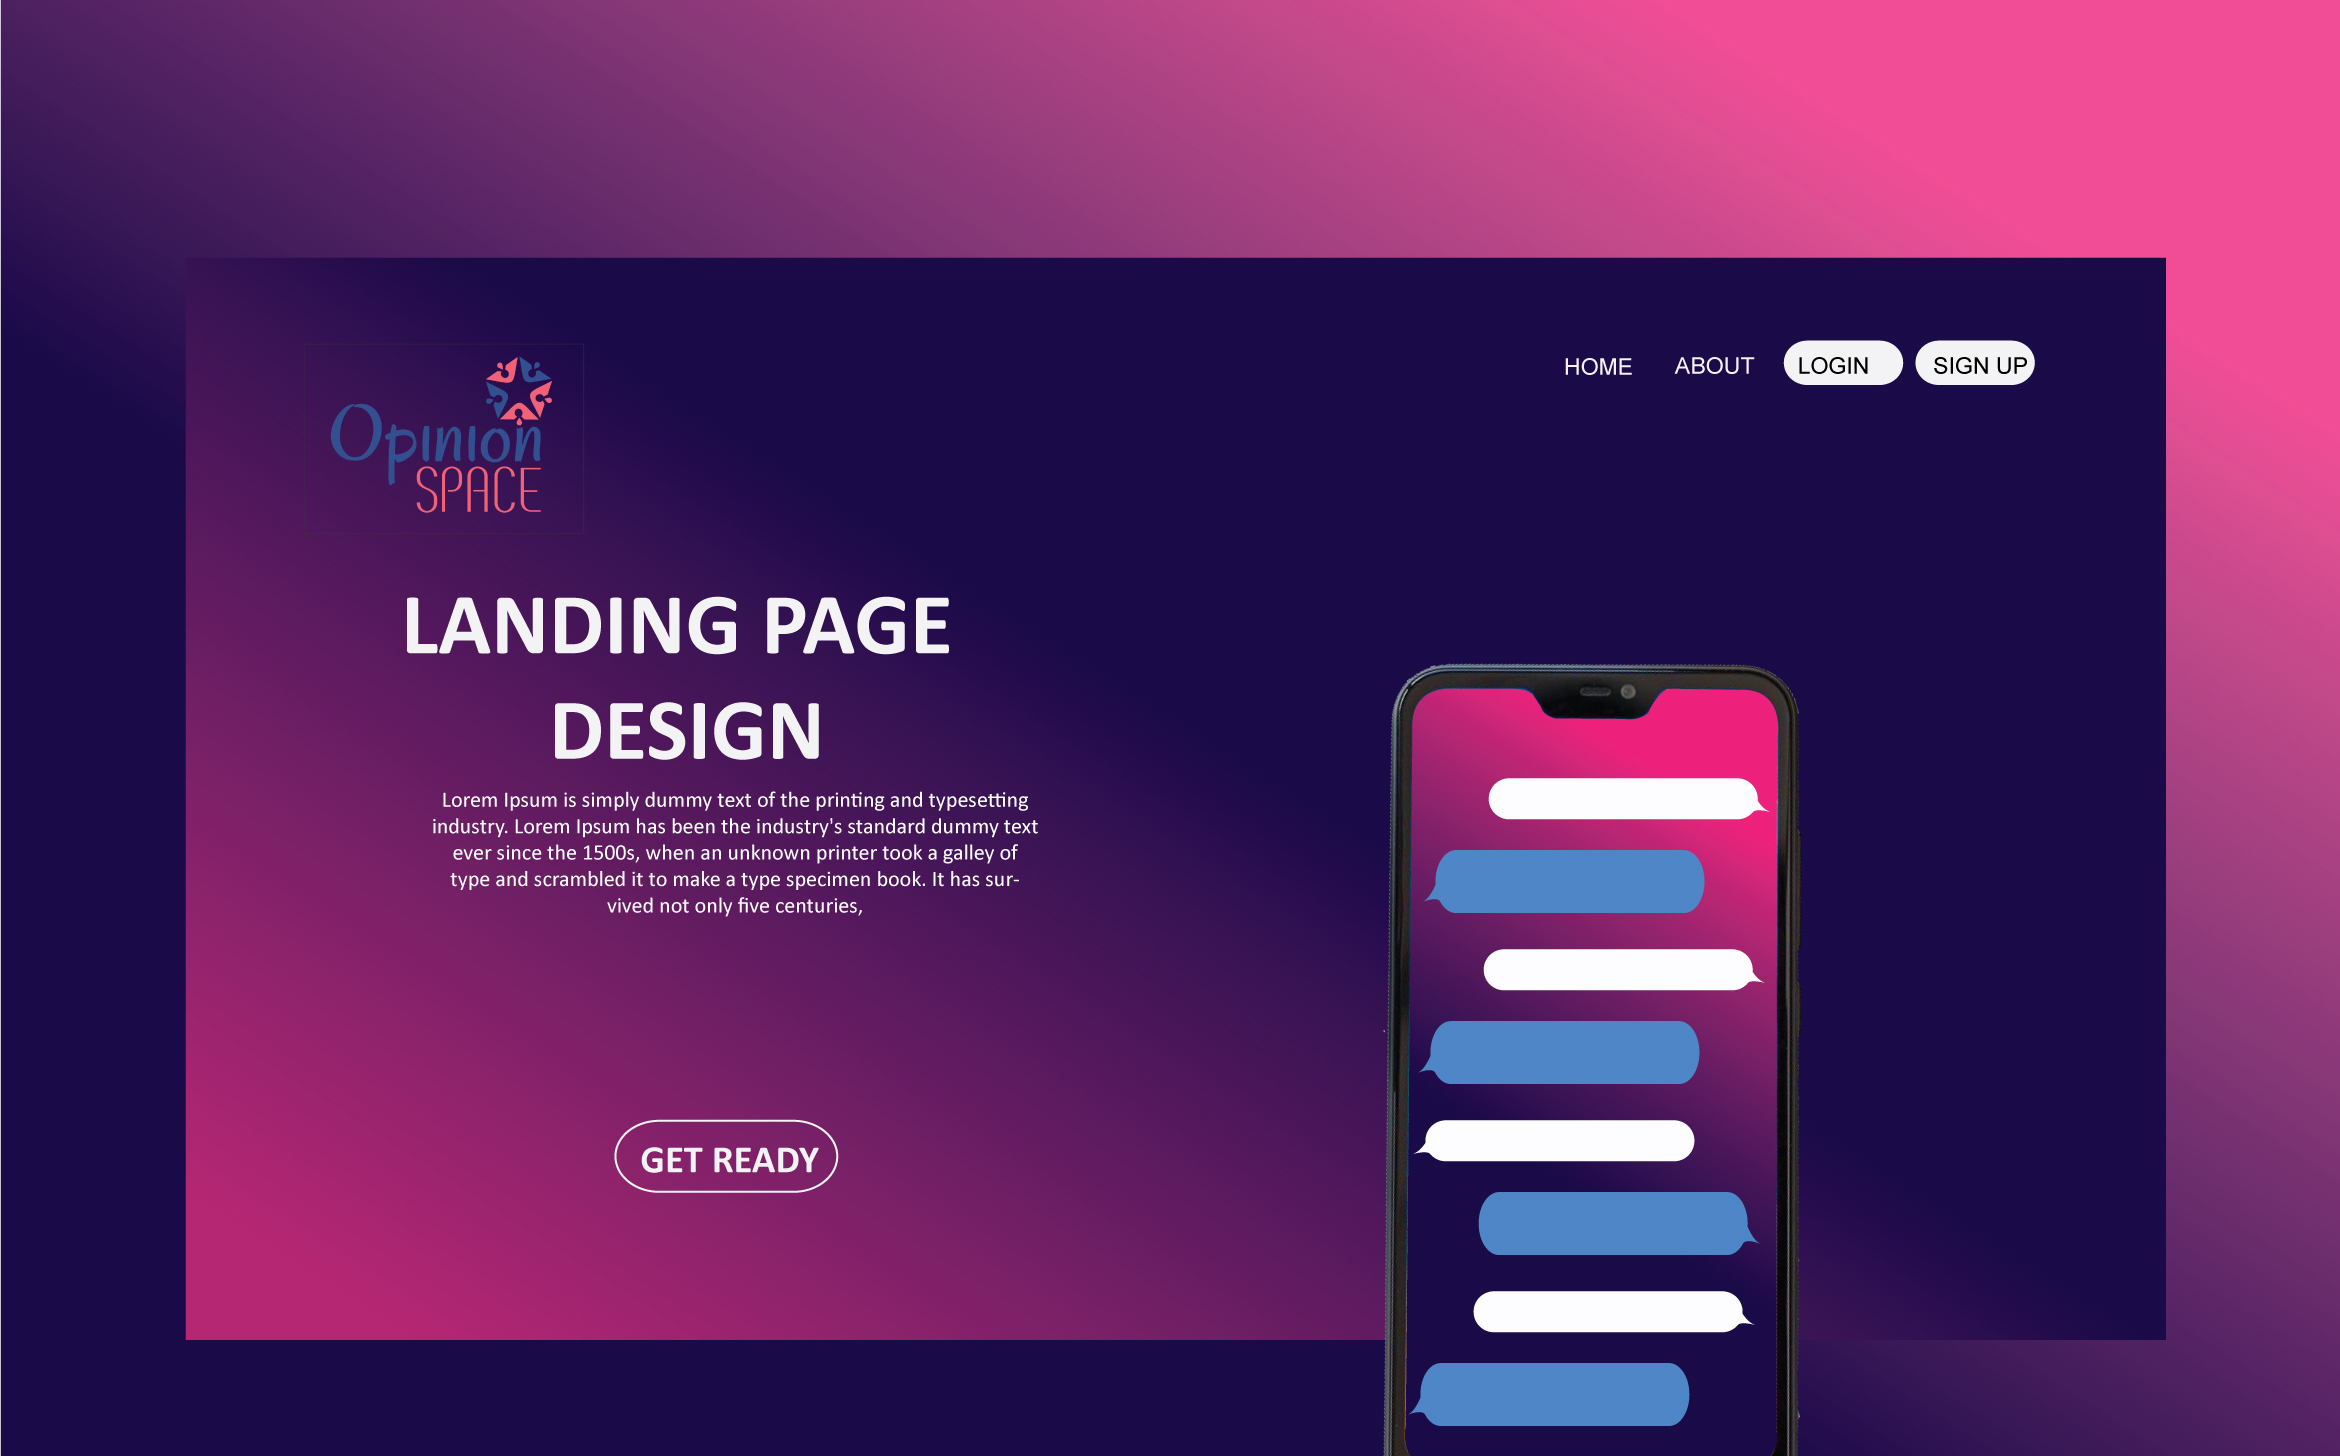 HOME ABOUT LOGIN SIGN UP
Opinion
SPACE
LANDING PAGE
DESIGN
Lorem Ipsum is simply dummy text of the printing and typesetting
industry. Lorem Ipsum has been the industry's standard dummy text
ever since the 1500s, when an unknown printer took a galley of
type and scrambled it to make a type specimen book. It has sur-
vived not only five centuries,
GET READY